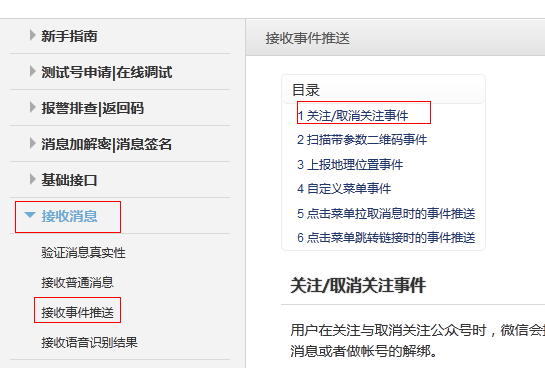 新手指南
测试号申请|在线调试
报警排查|返回码
消息加解密|消息签名
基础接口
接收消息
验证消息真实性
接收普通消息
接收事件推送
接收语音识别结果
接收事件推送
目录
1 关注/取消关注事件
2 扫描带参数二维码事件
3 上报地理位置事件
4 自定义菜单事件
5 点击菜单拉取消息时的事件推送
6 点击菜单跳转链接时的事件推送
关注/取消关注事件
用户在关注与取消关注公众号时，微信会
消息或者做帐号的解绑。